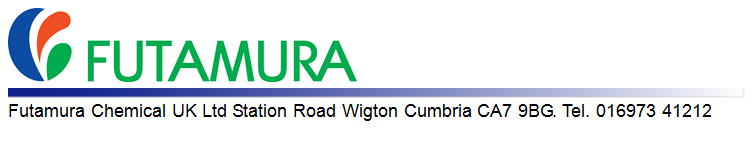 FUTAMURA
Futamura Chemical UK Ltd Station Road Wigton Cumbria CA7 9BG. Tel. 016973 41212